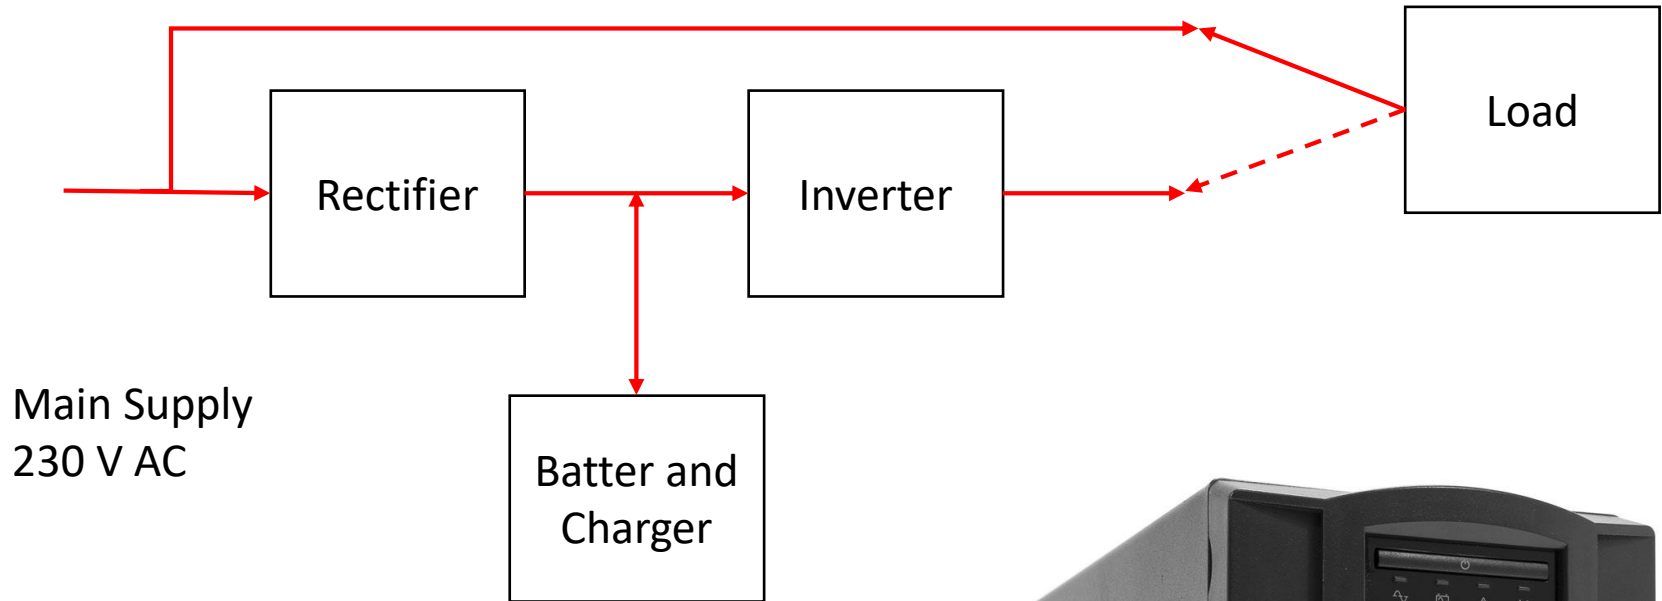 Load
Rectifier
Inverter
Main Supply
230 V AC
Batter and
Charger